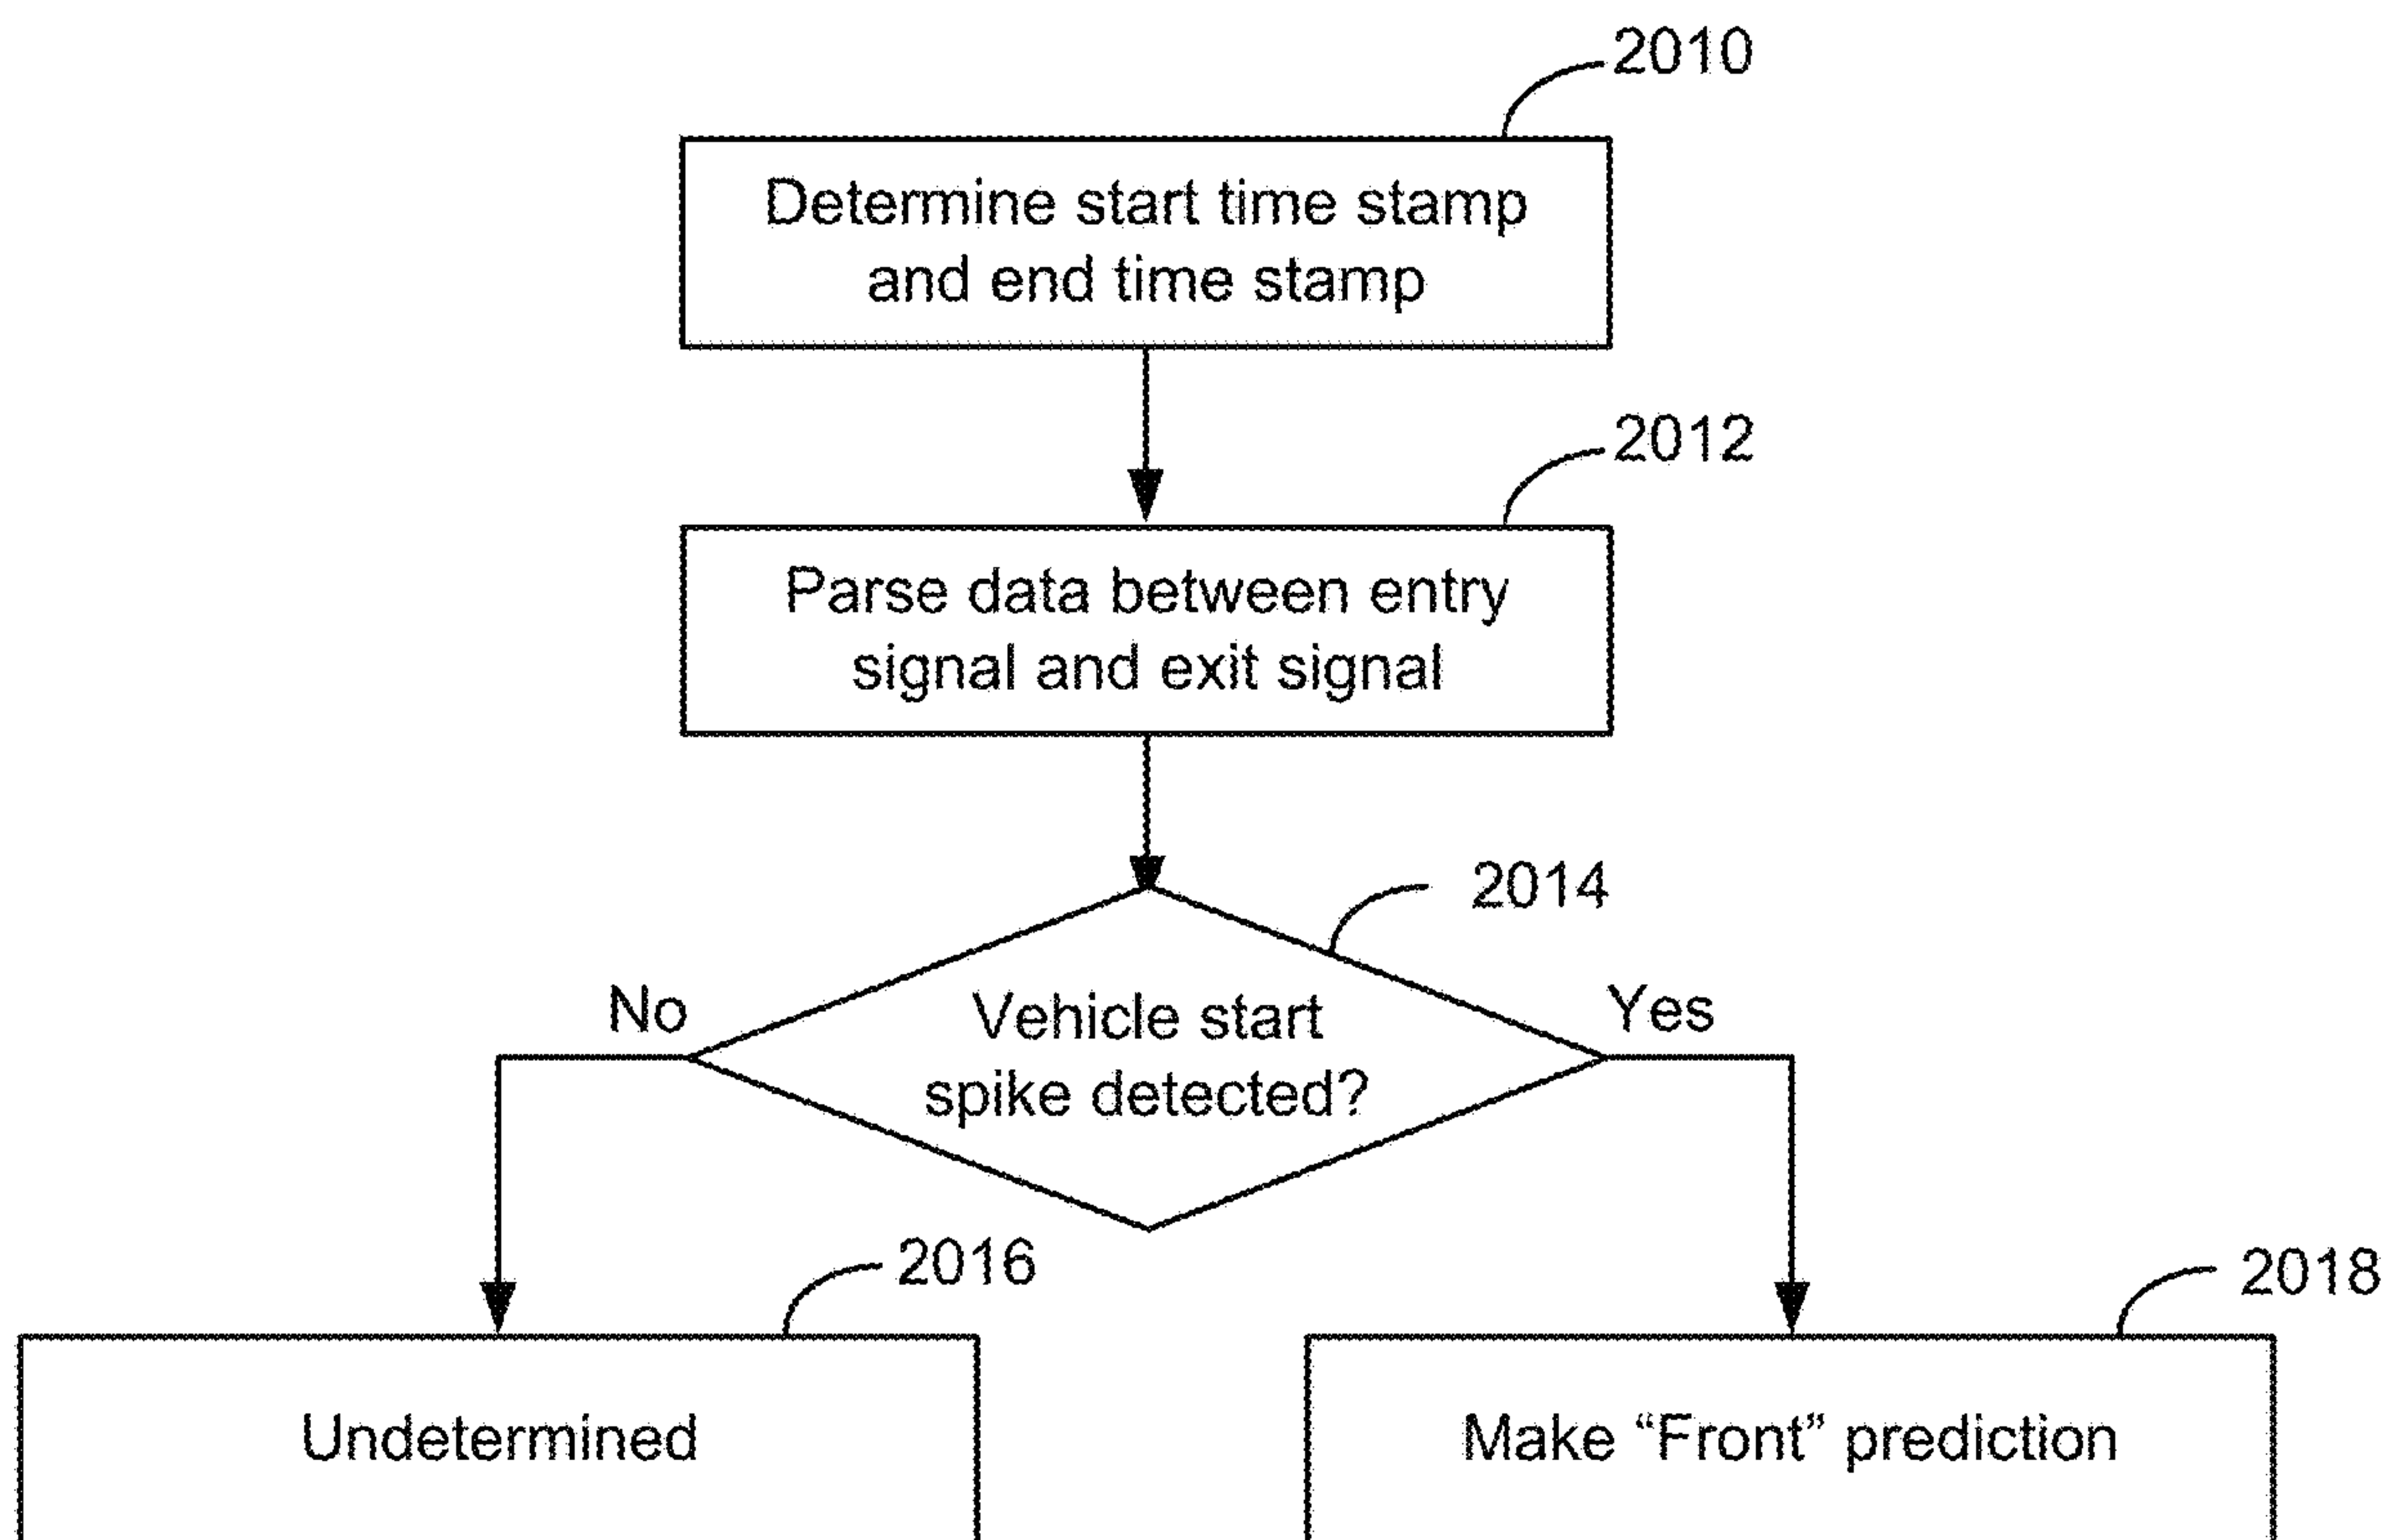 2010
Determine start time stamp
and end time stamp
2012
Parse data between entry
signal and exit signal
2014
No
Vehicle start
spike detected?
Yes
2016
2018
Undetermined
Make “Front” prediction